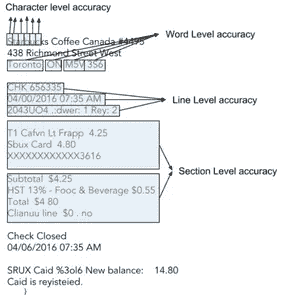 Character level accuracy
Word Level accuracy
Starbucks Coffee Canada #4495
438 Richmond Street West
Toronto ON M5V 3S6
CHK 656335
04/00/2016 07:35 AM
2043UO4 ..dwer: 1 Rey: 2
Line Level accuracy
T1 Cafvn Lt Frapp 4.25
Sbux Card 4.80
XXXXXXXXXXXX3616
Section Level accuracy
Subtotal $4.25
HST 13% - Fooc & Beverage $0.55
Total $4 80
Clianuu line $0 . no
Check Closed
04/06/2016 07:35 AM
SRUX Caid %3ol6 New balance: 14.80
Caid is reyisteied.
)